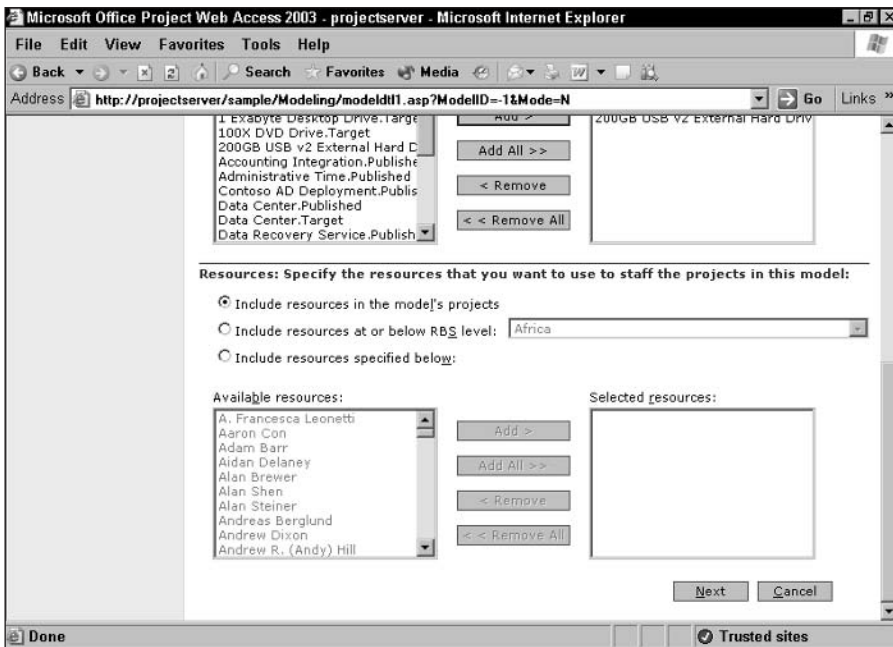 Microsoft Office Project Web Access 2003 - projectserver - Microsoft Internet Explorer
File Edit View Favorites Tools Help
Back Search Favorites Media
Address http://projectserver/sample/Modeling/modeldtl1.asp?ModelID=-1&Mode=N Go Links »
1 Exabyte Desktop Drive.Targe
100X DVD Drive.Target
200GB USB v2 External Hard D
Accounting Integration.Publishe
Administrative Time.Published
Contoso AD Deployment.Publis
Data Center.Published
Data Center.Target
Data Recovery Service.Publish
Add >
Add All >>
< Remove
< < Remove All
200GB USB v2 External Hard Driv
Resources: Specify the resources that you want to use to staff the projects in this model:
Include resources in the model's projects
Include resources at or below RBS level: Africa
Include resources specified below:
Available resources:
A. Francesca Leonetti
Aaron Con
Adam Barr
Aidan Delaney
Alan Brewer
Alan Shen
Alan Steiner
Andreas Berglund
Andrew Dixon
Andrew R. (Andy) Hill
Add >
Add All >>
< Remove
< < Remove All
Selected resources:
Next Cancel
Done Trusted sites